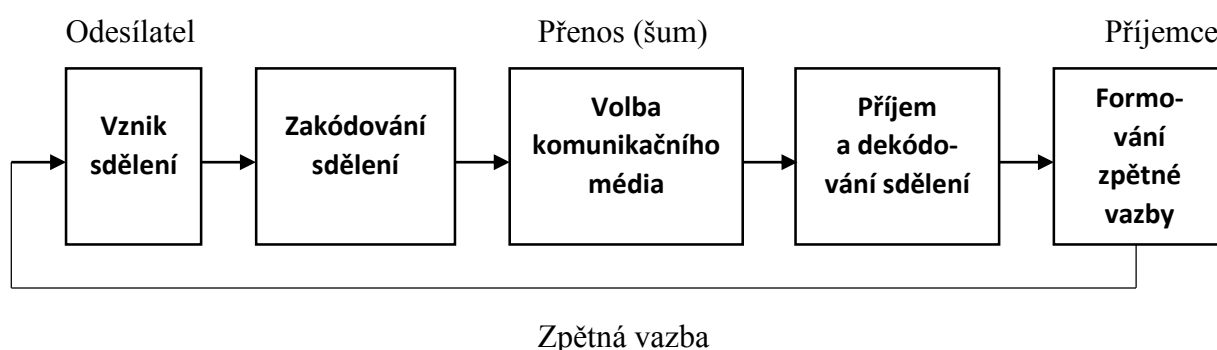 Odesílatel
Přenos (šum)
Příjemce
Vznik
sdělení
Zakódování
sdělení
Volba
komunikačního
média
Příjem
a dekódo-
vání sdělení
Formo-
vání
zpětné
vazby
Zpětná vazba